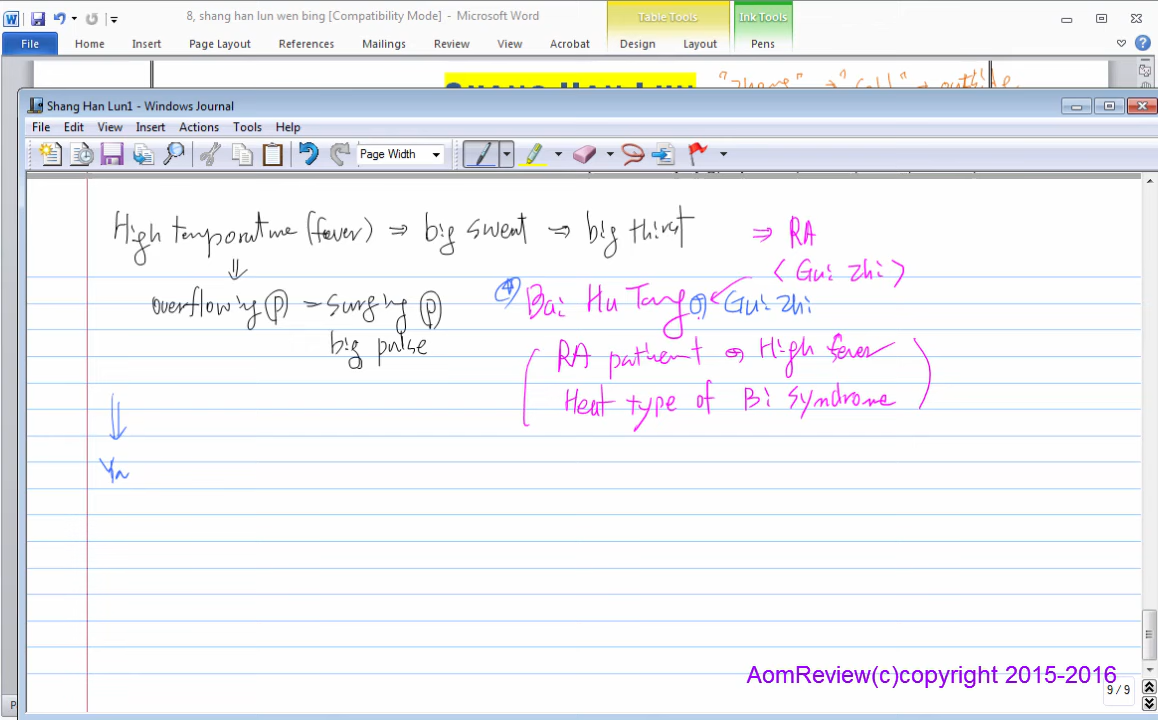 8, shang han lun wen bing [Compatibility Mode] - Microsoft Word
Table Tools
Ink Tools
File Home Insert Page Layout References Mailings Review View Acrobat Design Layout Pens
"Zhong" → "Cold" → outside
Shang Han Lun1 - Windows Journal
File Edit View Insert Actions Tools Help
Page Width
High temporature (fever) ⇒ big sweat ⇒ big thirst ⇒ RA
⇓ < Gui Zhi >
overflowing (P) = Surging (P)
big pulse
④ Bai Hu Tang Gui Zhi
RA patient High fever
Heat type of Bi syndrome
⇓
Ya
AomReview(c)copyright 2015-2016
9 / 9
P